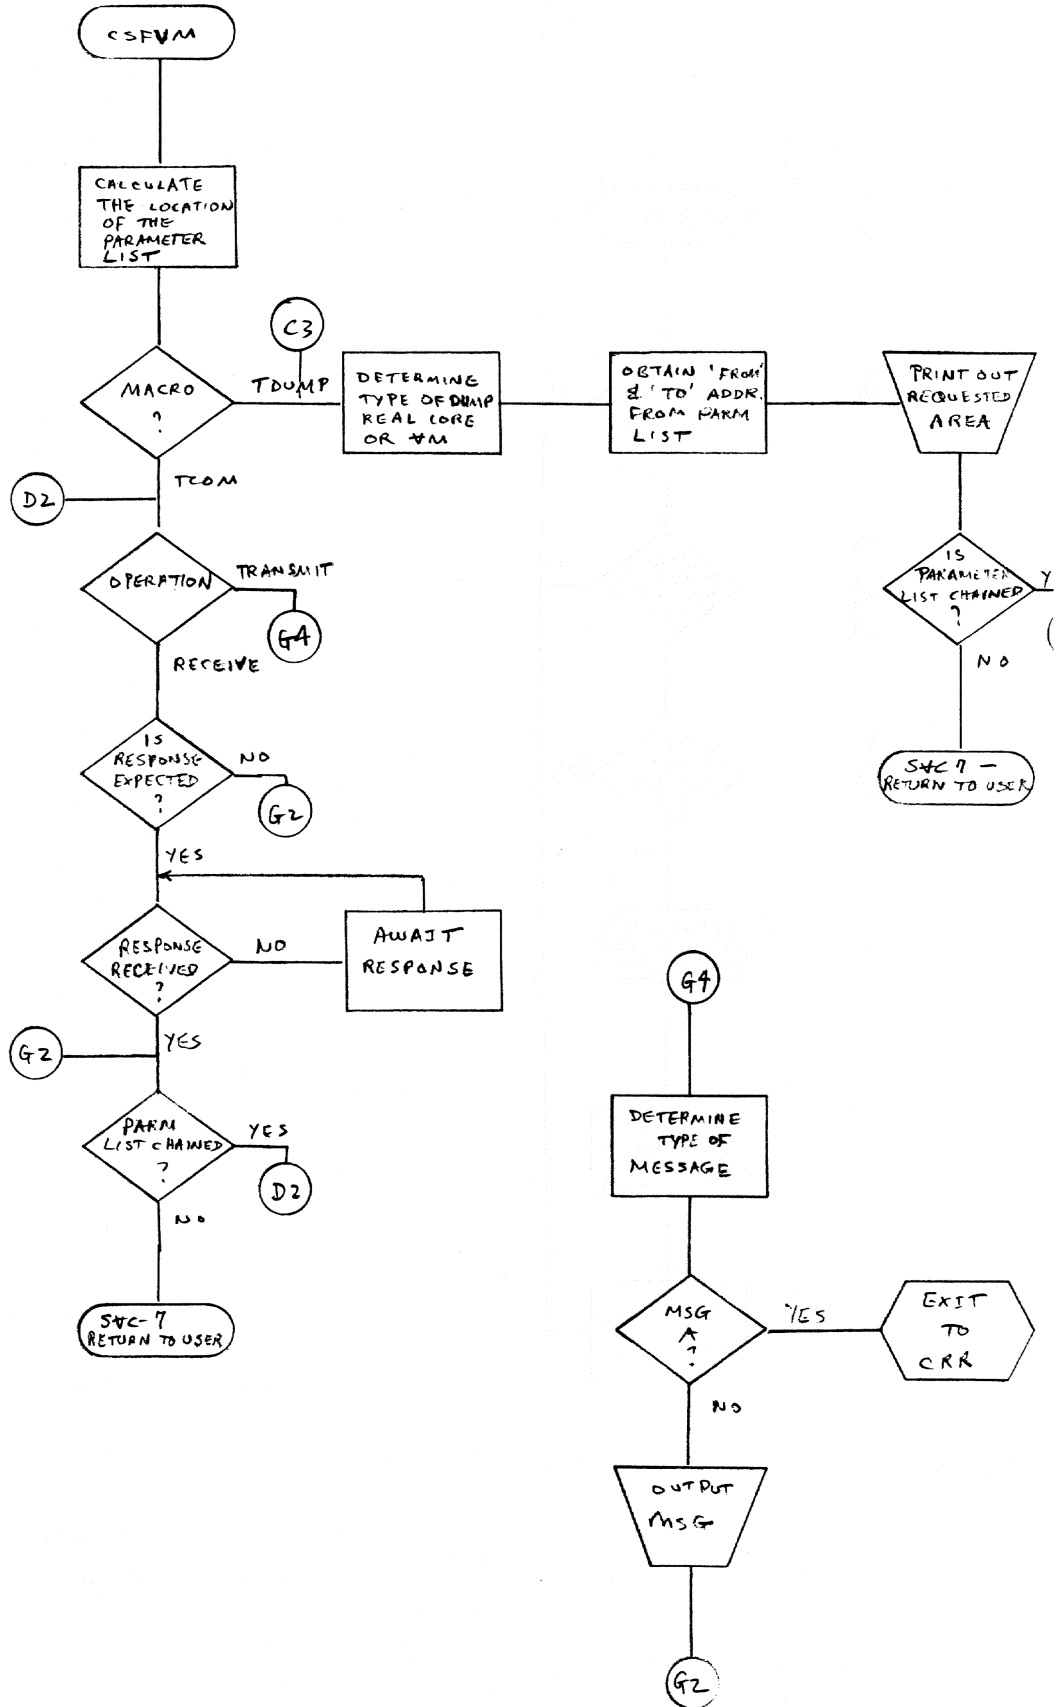 CSFVM
CALCULATE
THE LOCATION
OF THE
PARAMETER
LIST
C3
MACRO
?
TDUMP
DETERMINE
TYPE OF DUMP
REAL CORE
OR VM
OBTAIN 'FROM'
& 'TO' ADDR.
FROM PARM
LIST
PRINT OUT
REQUESTED
AREA
TCOM
D2
OPERATION
TRANSMIT
G4
RECEIVE
IS
PARAMETER
LIST CHAINED
?
Y
NO
SVC 7 -
RETURN TO USER
IS
RESPONSE
EXPECTED
?
NO
G2
YES
RESPONSE
RECEIVED
?
NO
AWAIT
RESPONSE
YES
G2
PARM
LIST CHAINED
?
YES
D2
NO
SVC-7
RETURN TO USER
G4
DETERMINE
TYPE OF
MESSAGE
MSG
A
?
YES
EXIT
TO
CRR
NO
OUTPUT
MSG
G2